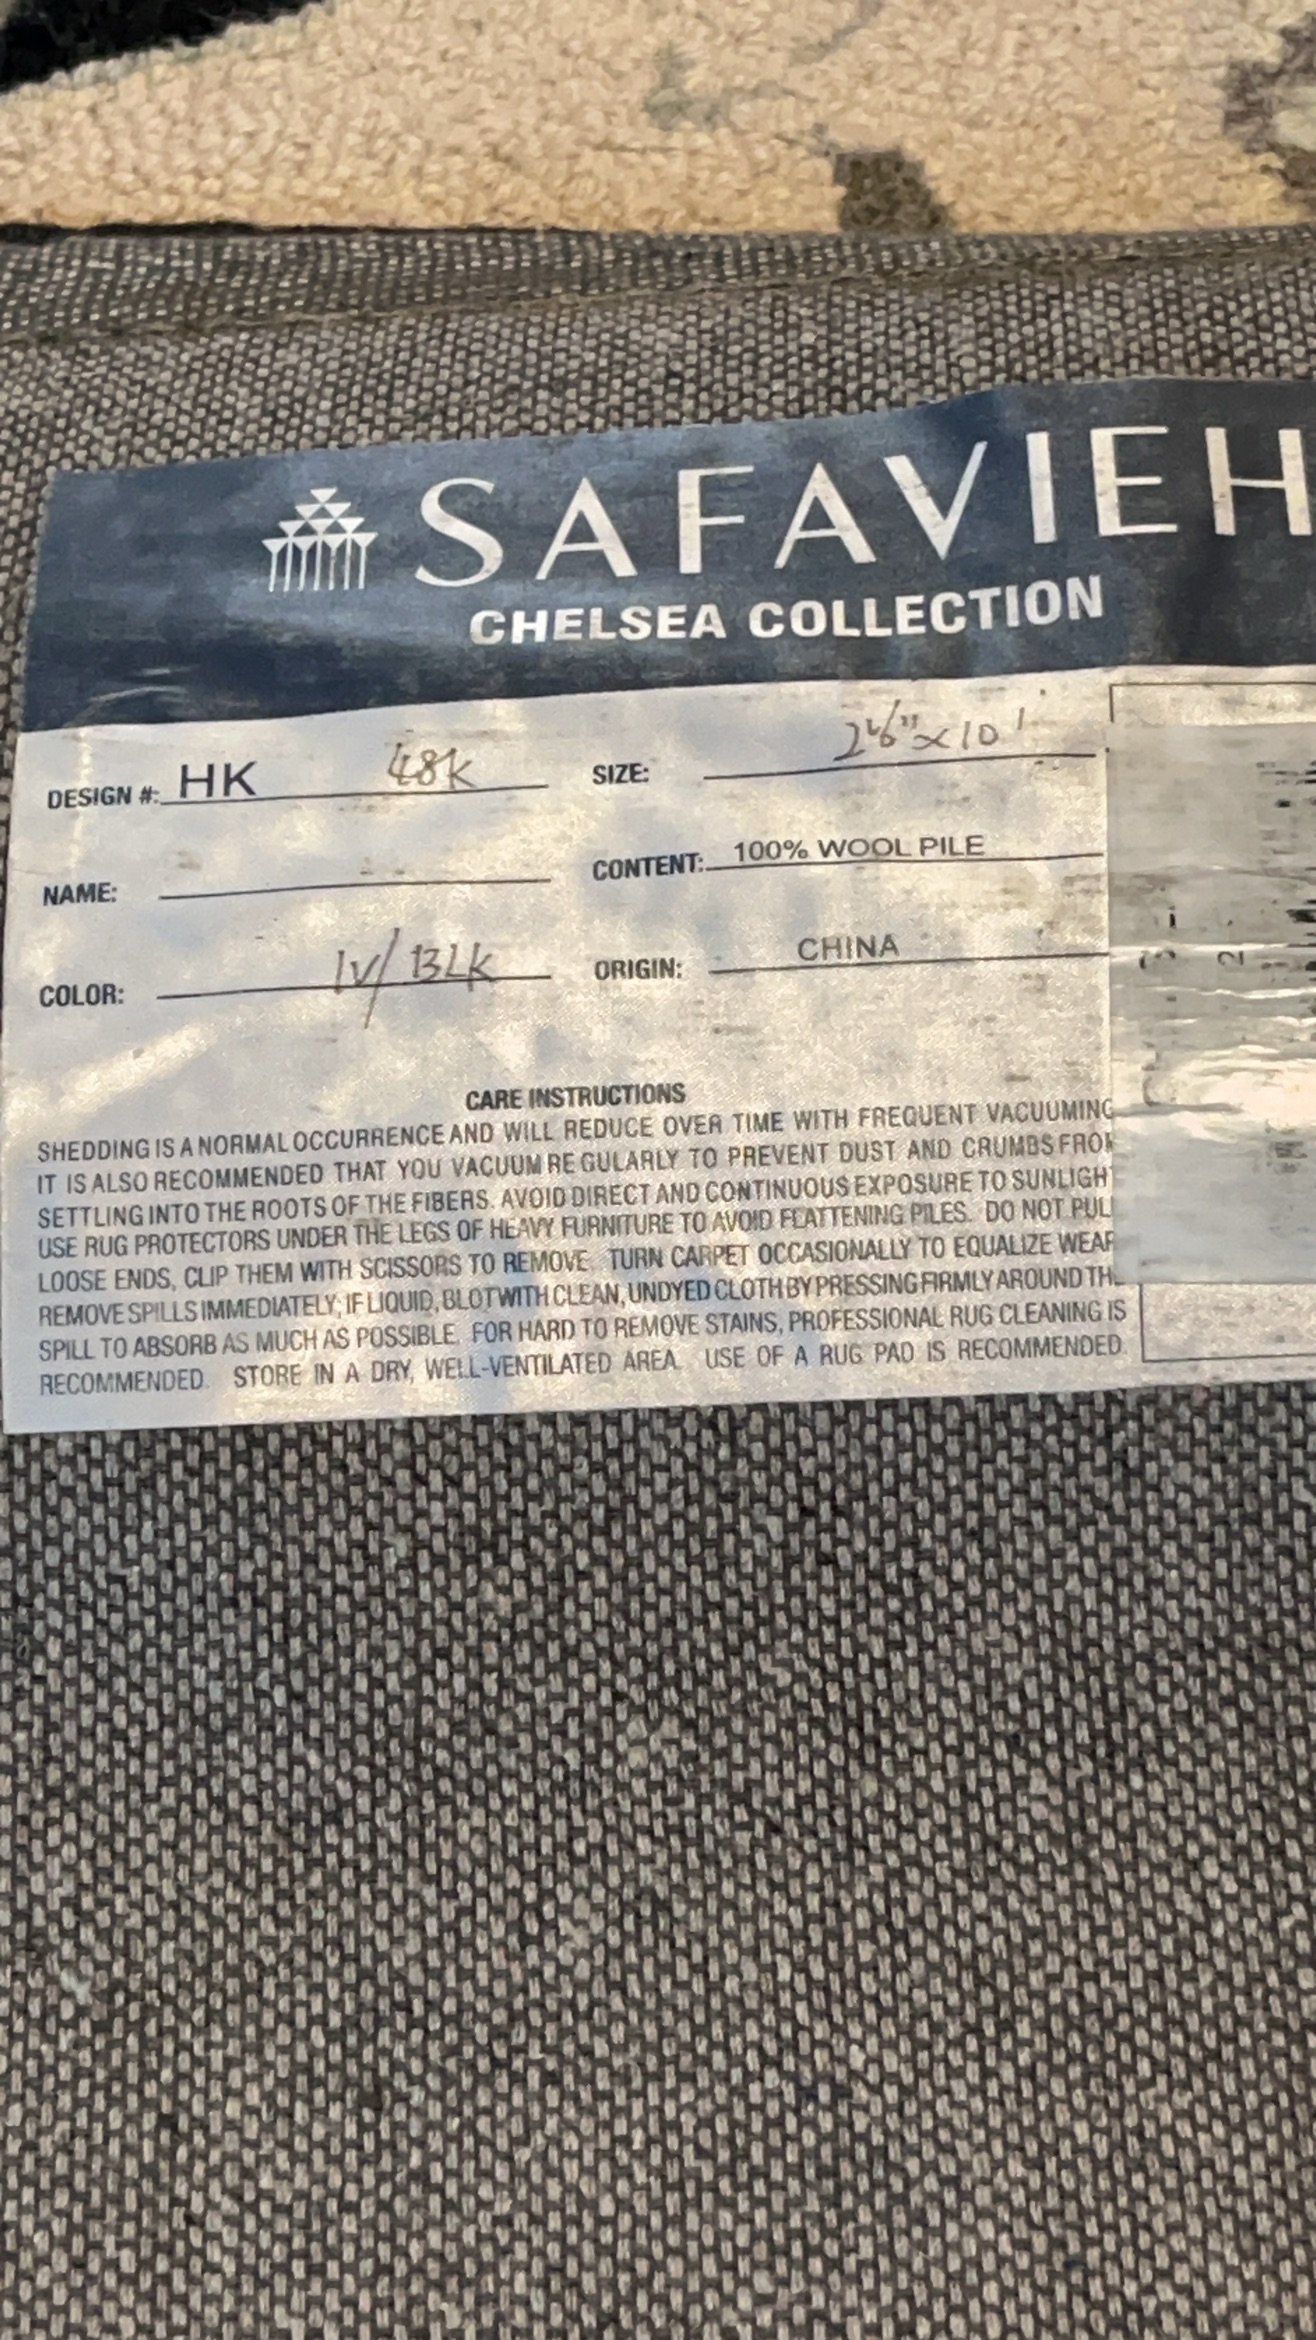 SAFAVIEH
CHELSEA COLLECTION
DESIGN #: HK 48K
SIZE: 2'6"x10'
NAME:
CONTENT: 100% WOOL PILE
COLOR: IV/BLK
ORIGIN: CHINA
CARE INSTRUCTIONS
SHEDDING IS A NORMAL OCCURRENCE AND WILL REDUCE OVER TIME WITH FREQUENT VACUUMING
IT IS ALSO RECOMMENDED THAT YOU VACUUM REGULARLY TO PREVENT DUST AND CRUMBS FROM
SETTLING INTO THE ROOTS OF THE FIBERS. AVOID DIRECT AND CONTINUOUS EXPOSURE TO SUNLIGHT
USE RUG PROTECTORS UNDER THE LEGS OF HEAVY FURNITURE TO AVOID FLATTENING PILES. DO NOT PULL
LOOSE ENDS, CLIP THEM WITH SCISSORS TO REMOVE. TURN CARPET OCCASIONALLY TO EQUALIZE WEAR
REMOVE SPILLS IMMEDIATELY; IF LIQUID, BLOT WITH CLEAN, UNDYED CLOTH BY PRESSING FIRMLY AROUND THE
SPILL TO ABSORB AS MUCH AS POSSIBLE. FOR HARD TO REMOVE STAINS, PROFESSIONAL RUG CLEANING IS
RECOMMENDED. STORE IN A DRY, WELL-VENTILATED AREA. USE OF A RUG PAD IS RECOMMENDED.